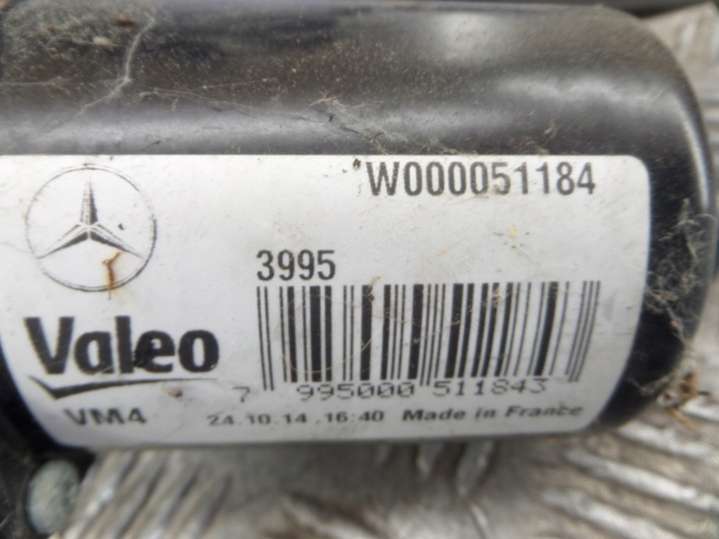 W000051184
3995
Valeo
7 995000 511843
VM4
24.10.14 .16:40 Made in France